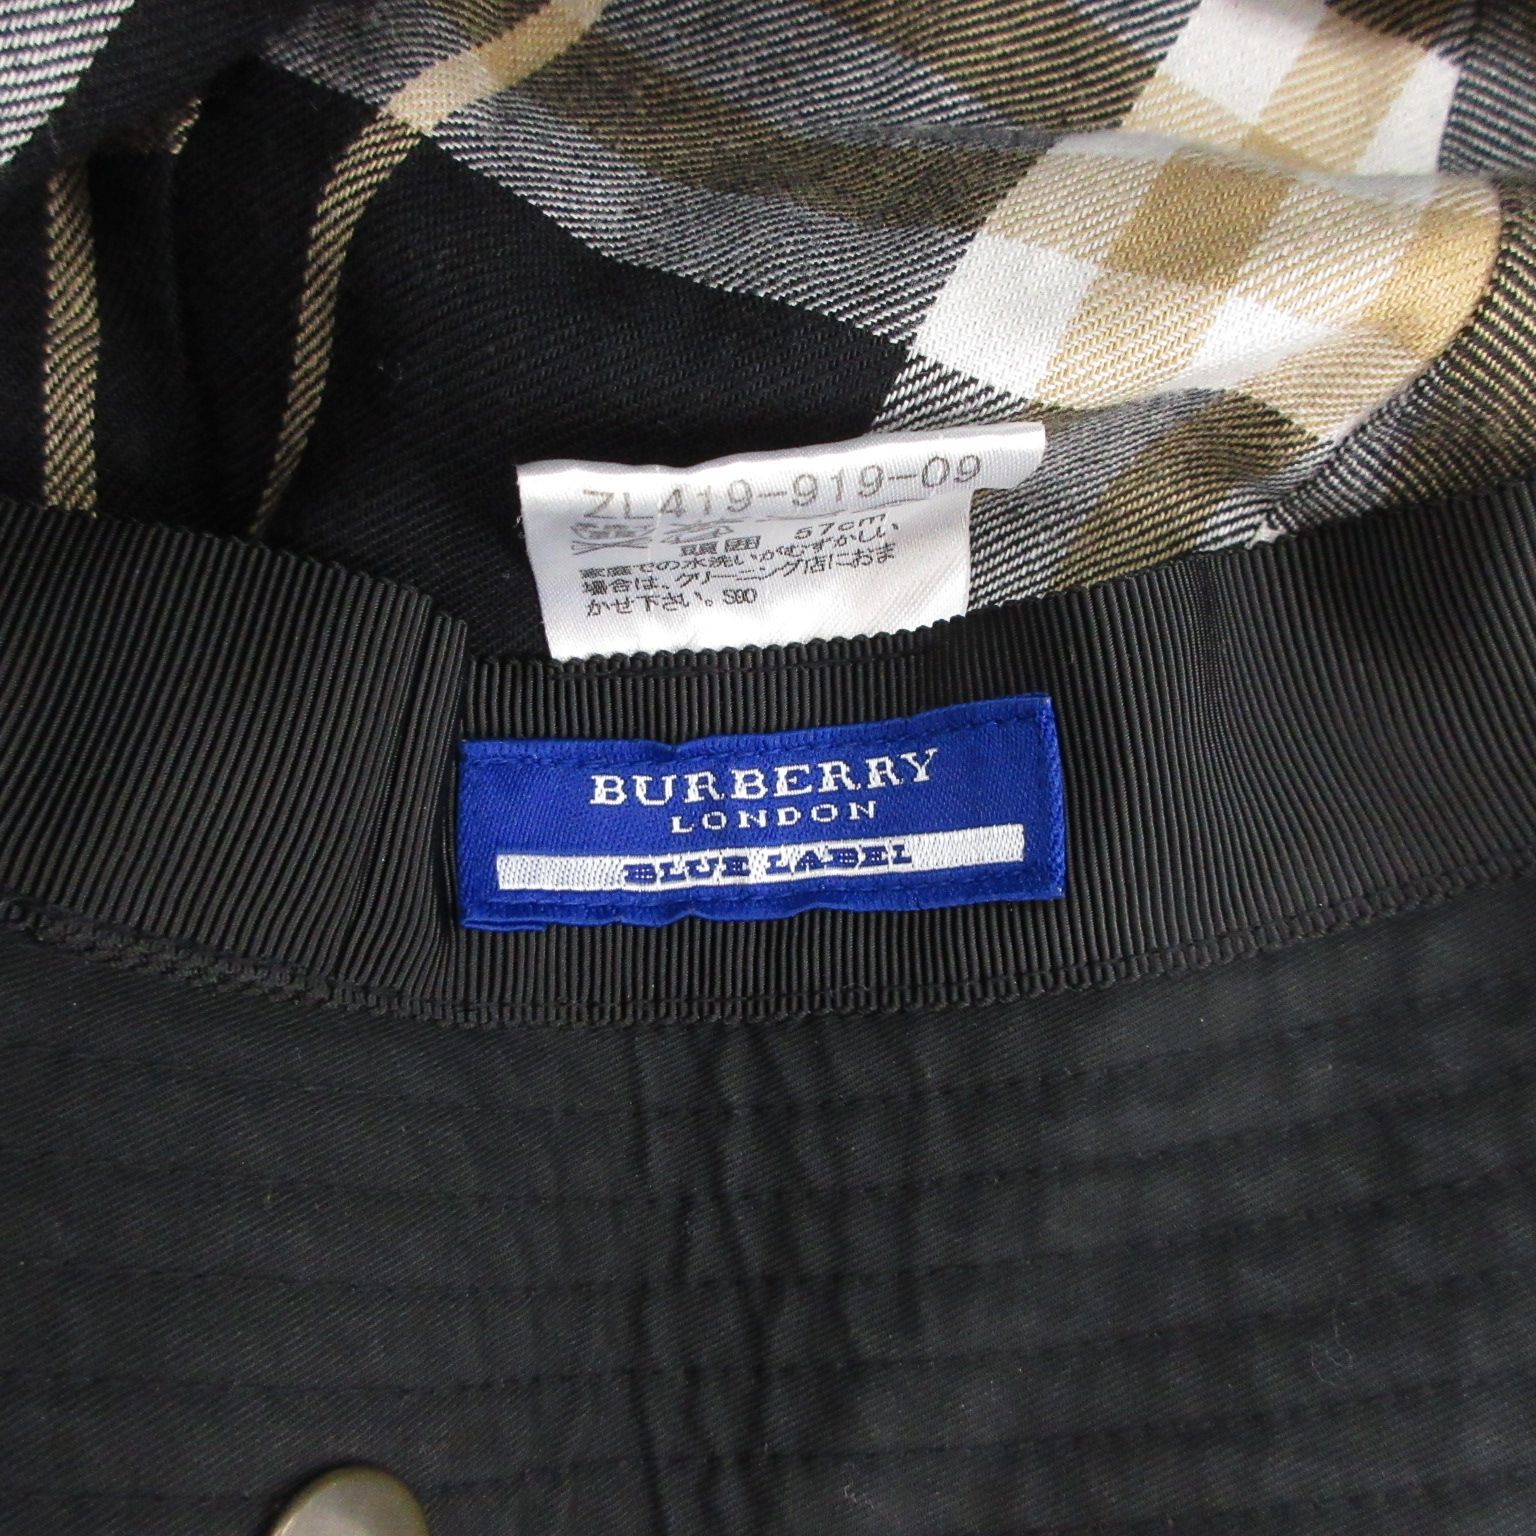 ZL419-919-09
頭囲 57cm
家庭での水洗いがむずかしい、
場合は、クリーニング店におま
かせ下さい。S90
BURBERRY
LONDON
BLUE LABEL